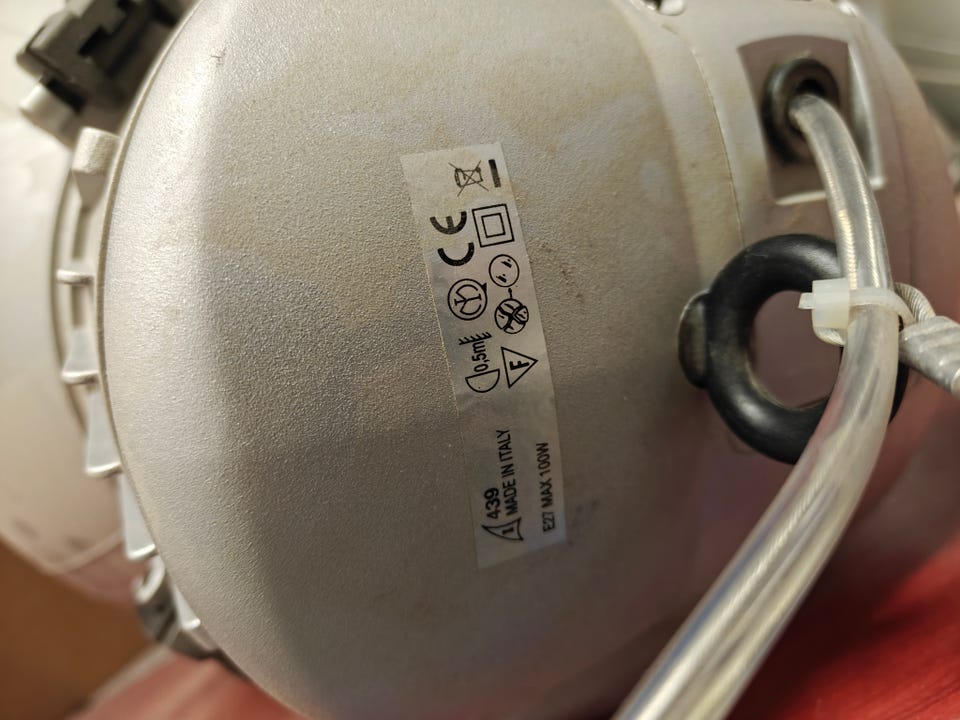 439
MADE IN ITALY
E27 MAX 100W
0,5m
F
CE